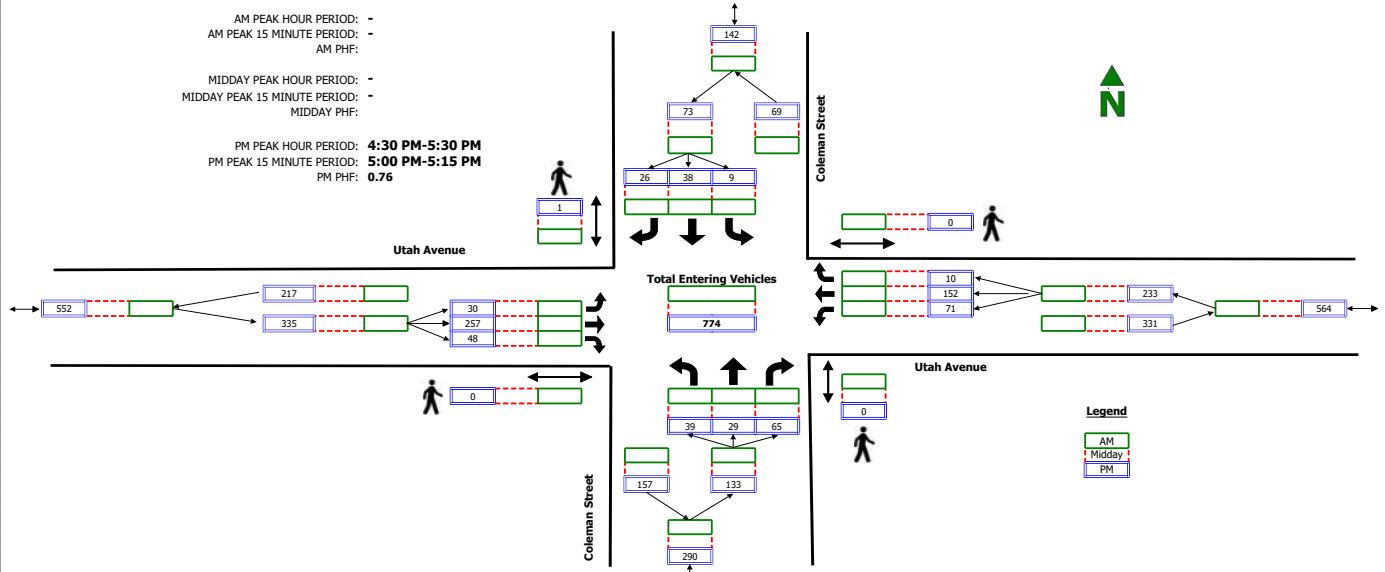 AM PEAK HOUR PERIOD: -
AM PEAK 15 MINUTE PERIOD: -
AM PHF:
MIDDAY PEAK HOUR PERIOD: -
MIDDAY PEAK 15 MINUTE PERIOD: -
MIDDAY PHF:
PM PEAK HOUR PERIOD: 4:30 PM-5:30 PM
PM PEAK 15 MINUTE PERIOD: 5:00 PM-5:15 PM
PM PHF: 0.76
142
73 69
26 38 9
Coleman Street
N
1
0
Utah Avenue
Total Entering Vehicles
774
552
217
335
30
257
48
10
152
71
233
331
564
Utah Avenue
0
0
39 29 65
157 133
290
Coleman Street
Legend
AM
Midday
PM